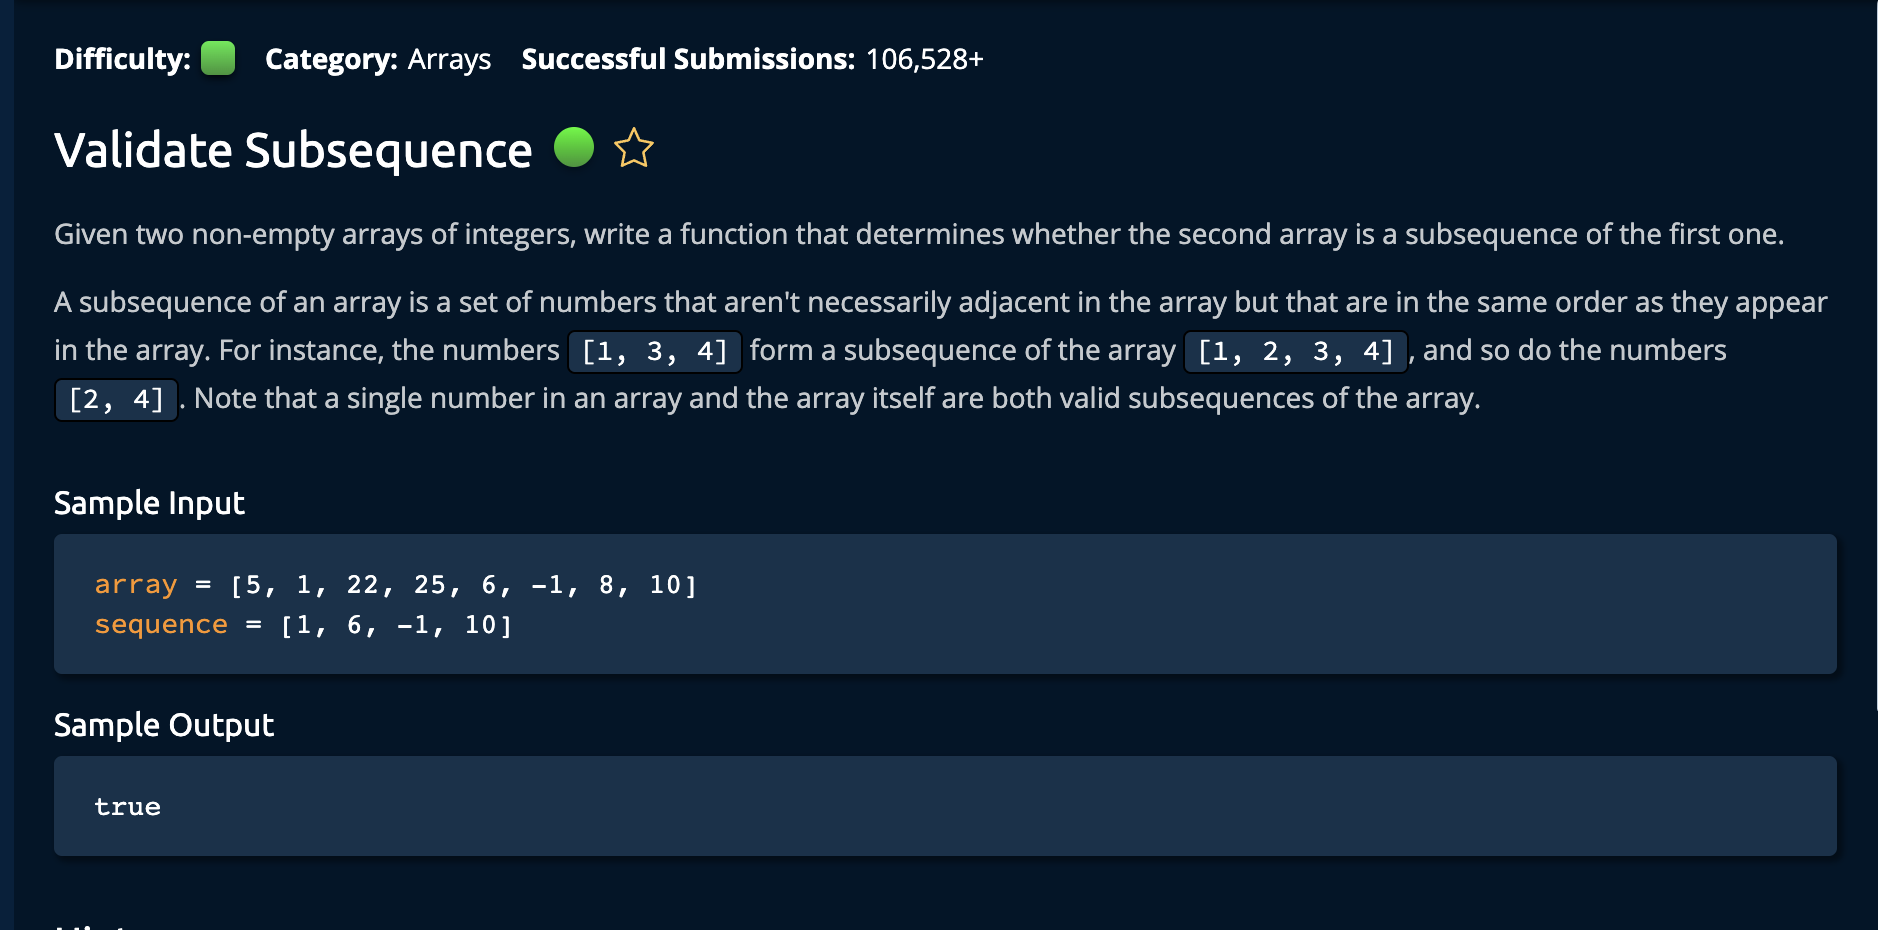 Difficulty: Category: Arrays Successful Submissions: 106,528+
Validate Subsequence
Given two non-empty arrays of integers, write a function that determines whether the second array is a subsequence of the first one.
A subsequence of an array is a set of numbers that aren't necessarily adjacent in the array but that are in the same order as they appear
in the array. For instance, the numbers [1, 3, 4] form a subsequence of the array [1, 2, 3, 4], and so do the numbers
[2, 4]. Note that a single number in an array and the array itself are both valid subsequences of the array.
Sample Input
array = [5, 1, 22, 25, 6, -1, 8, 10]
sequence = [1, 6, -1, 10]
Sample Output
true